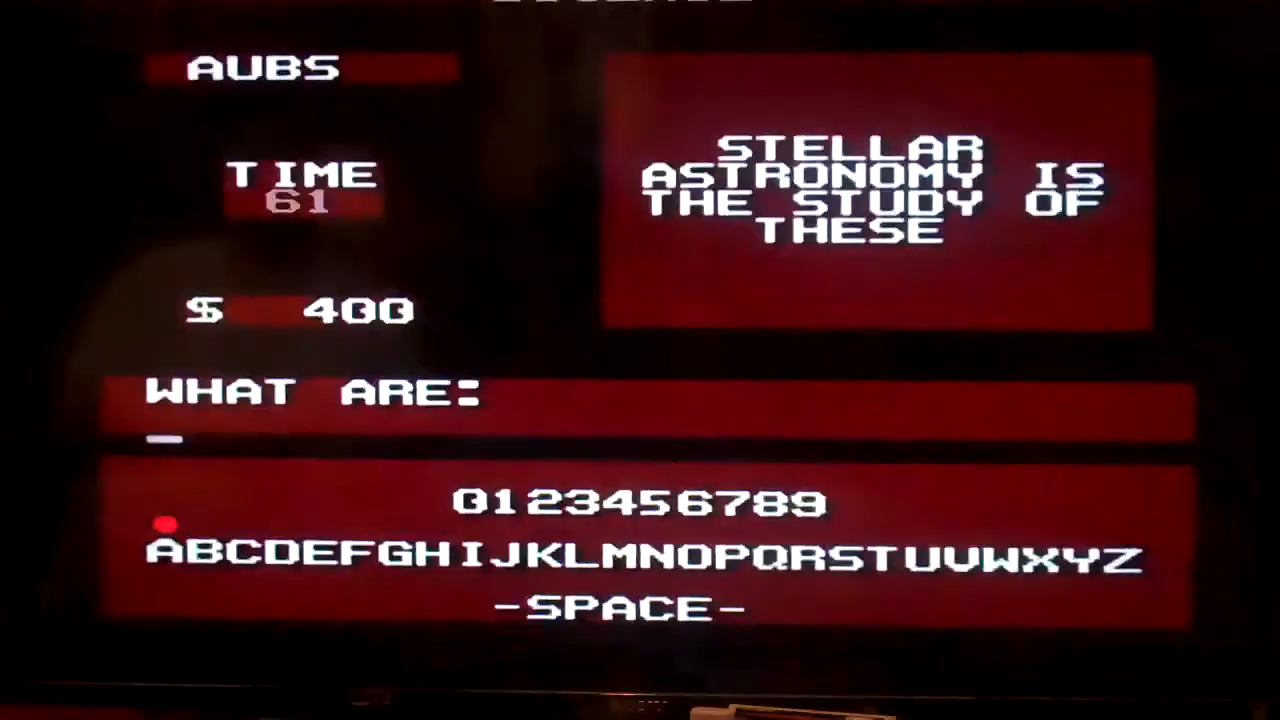 AUBS
TIME
61
$ 400
STELLAR
ASTRONOMY IS
THE STUDY OF
THESE
WHAT ARE:
0123456789
ABCDEFGHIJKLMNOPQRSTUVWXYZ
-SPACE-